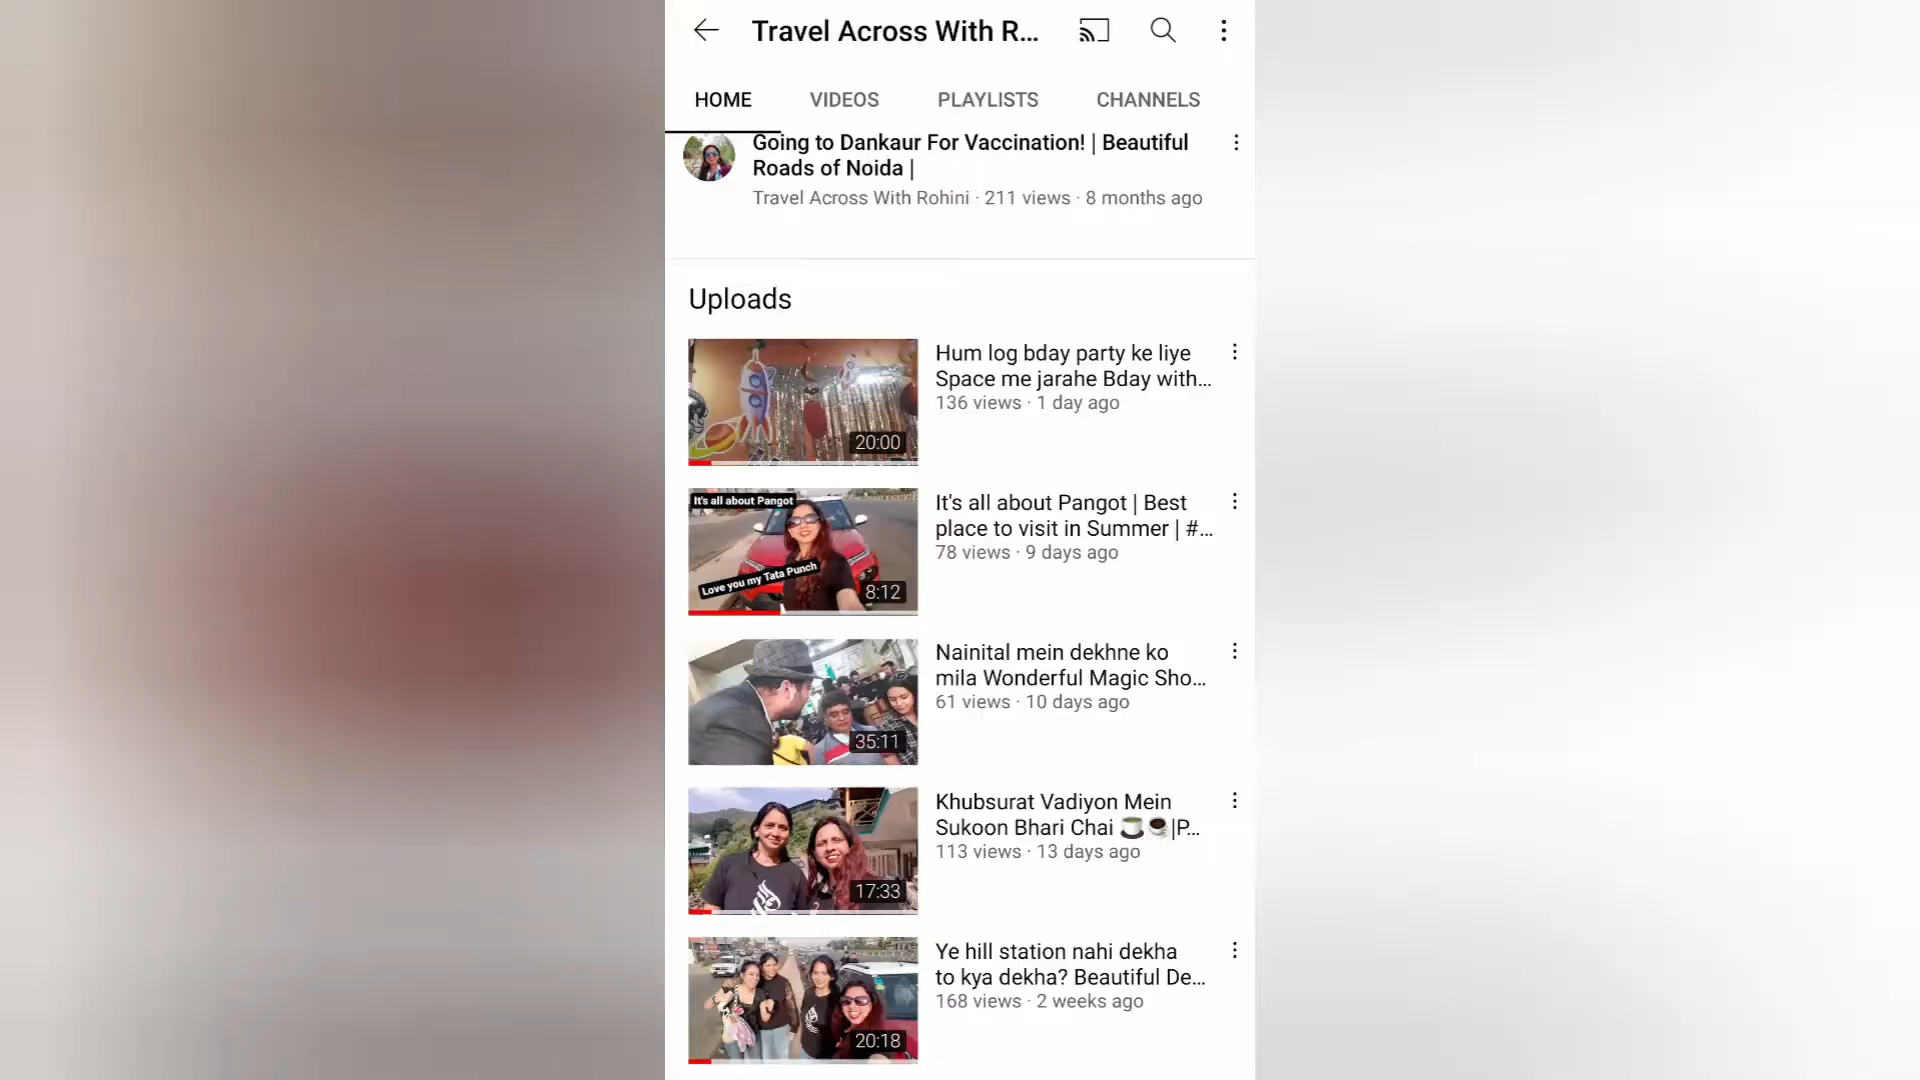 Travel Across With R...
HOME
VIDEOS
PLAYLISTS
CHANNELS
Going to Dankaur For Vaccination! | Beautiful
Roads of Noida |
Travel Across With Rohini · 211 views · 8 months ago
Uploads
20:00
Hum log bday party ke liye
Space me jarahe Bday with...
136 views · 1 day ago
It's all about Pangot
Love you my Tata Punch
8:12
It's all about Pangot | Best
place to visit in Summer | #...
78 views · 9 days ago
35:11
Nainital mein dekhne ko
mila Wonderful Magic Sho...
61 views · 10 days ago
17:33
Khubsurat Vadiyon Mein
Sukoon Bhari Chai 🍵☕|P...
113 views · 13 days ago
20:18
Ye hill station nahi dekha
to kya dekha? Beautiful De...
168 views · 2 weeks ago